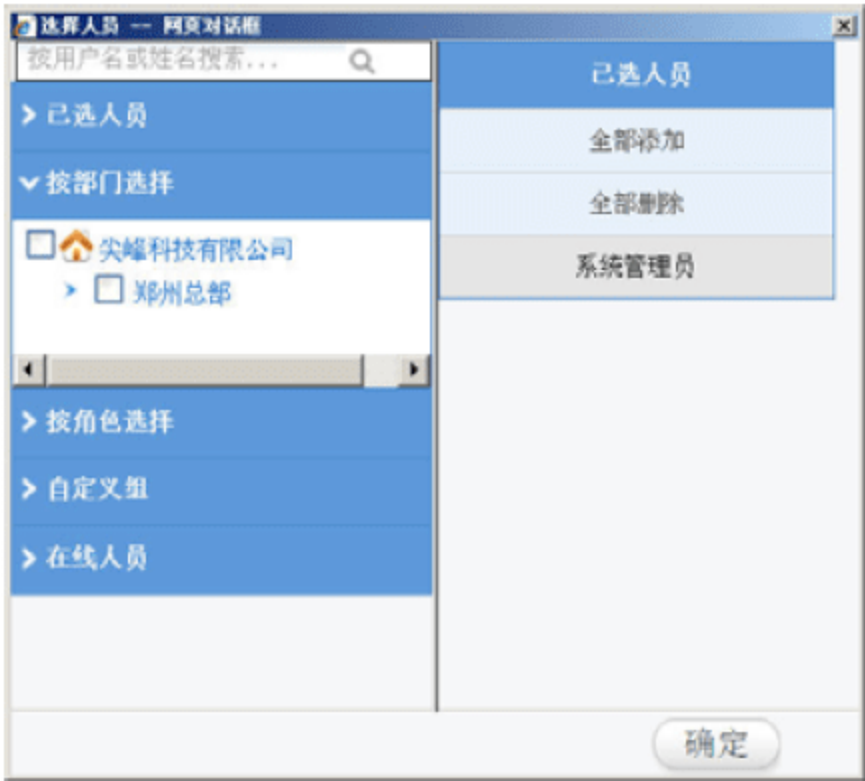 选择人员 -- 网页对话框
按用户名或姓名搜索...
已选人员
按部门选择
尖峰科技有限公司
郑州总部
按角色选择
自定义组
在线人员
已选人员
全部添加
全部删除
系统管理员
确定